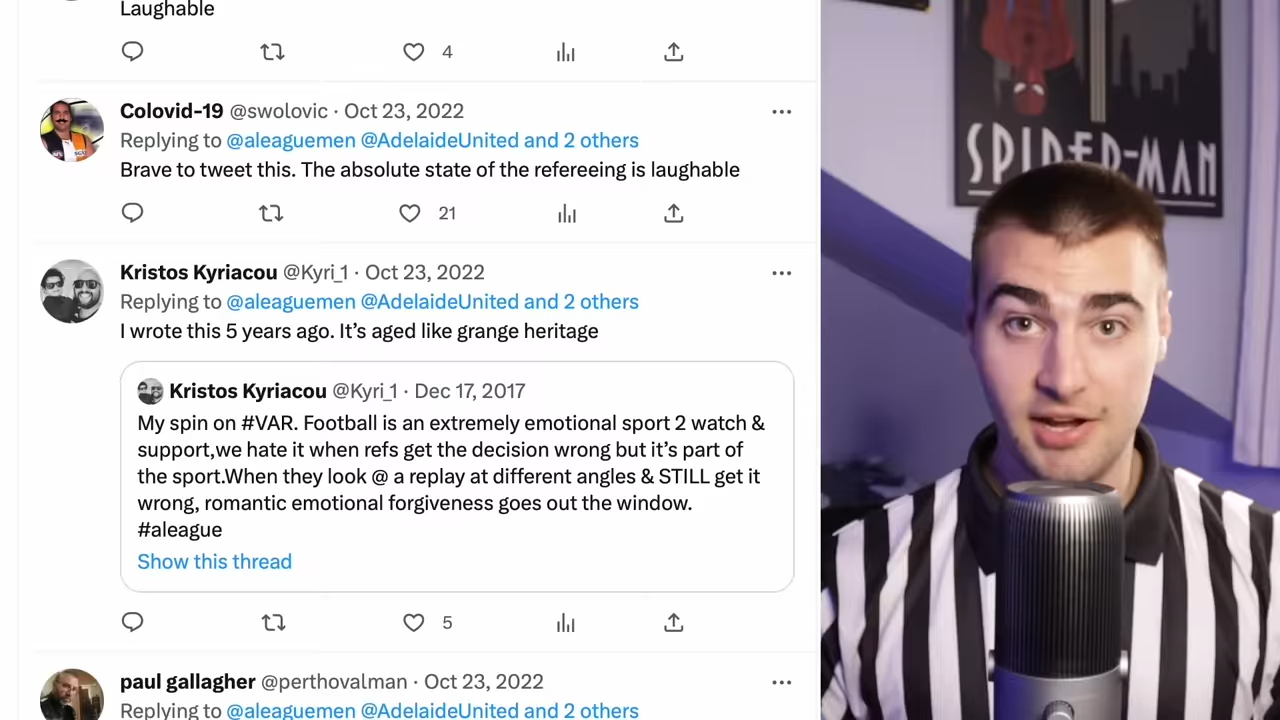 Laughable
4
Colovid-19 @swolovic · Oct 23, 2022
Replying to @aleaguemen @AdelaideUnited and 2 others
Brave to tweet this. The absolute state of the refereeing is laughable
21
Kristos Kyriacou @Kyri_1 · Oct 23, 2022
Replying to @aleaguemen @AdelaideUnited and 2 others
I wrote this 5 years ago. It’s aged like grange heritage
Kristos Kyriacou @Kyri_1 · Dec 17, 2017
My spin on #VAR. Football is an extremely emotional sport 2 watch &
support,we hate it when refs get the decision wrong but it’s part of
the sport.When they look @ a replay at different angles & STILL get it
wrong, romantic emotional forgiveness goes out the window.
#aleague
Show this thread
5
paul gallagher @perthovalman · Oct 23, 2022
Replying to @aleaguemen @AdelaideUnited and 2 others
SPIDER-MAN